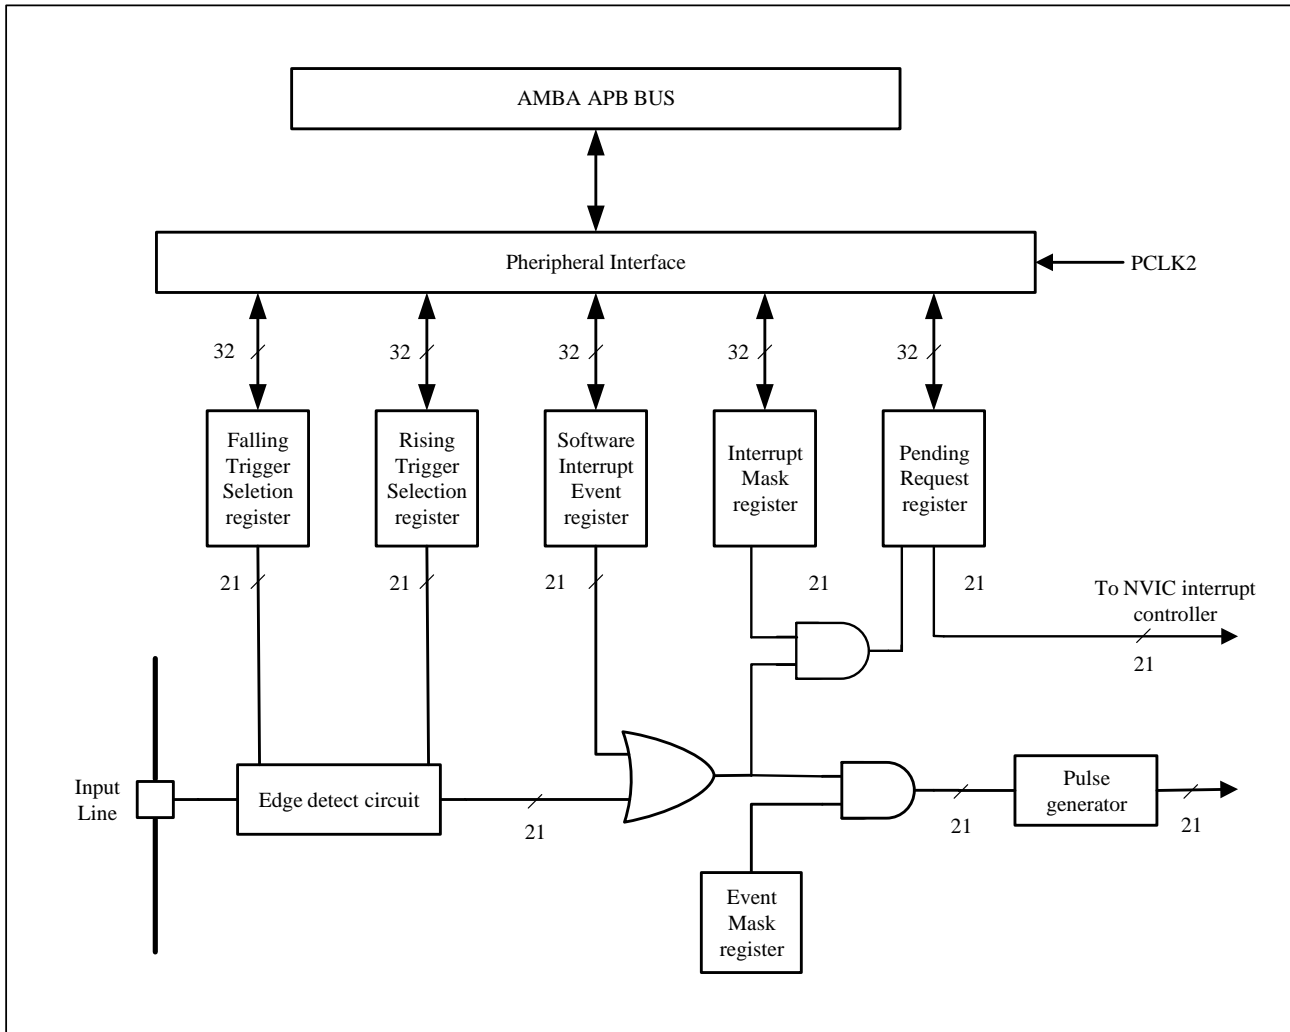 AMBA APB BUS
Pheripheral Interface
PCLK2
32
32
32
32
32
Falling
Trigger
Seletion
register
Rising
Trigger
Selection
register
Software
Interrupt
Event
register
Interrupt
Mask
register
Pending
Request
register
21
21
21
21
21
To NVIC interrupt
controller
21
Input
Line
Edge detect circuit
21
21
Pulse
generator
21
Event
Mask
register